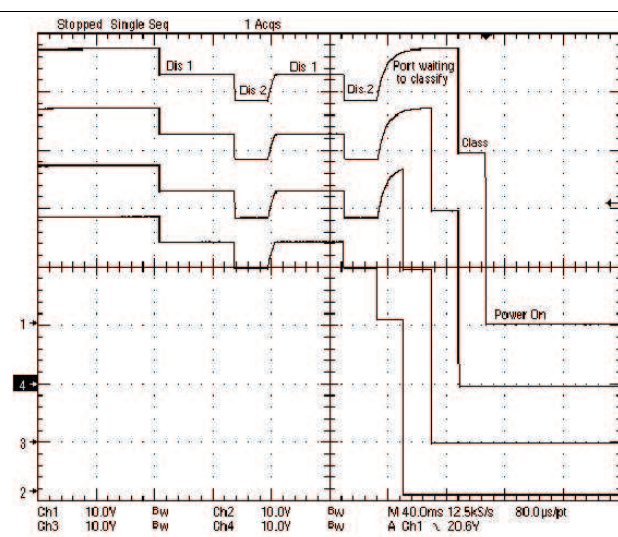 Stopped Single Seq 1 Acqs
Dis 1 Dis 1 Port waiting
Dis 2 Dis 2 to classify
Class
Power On
1
4
3
2
Ch1 10.0V Bw Ch2 10.0V Bw M 40.0ms 12.5kS/s 80.0µs/pt
Ch3 10.0V Bw Ch4 10.0V Bw A Ch1 \ 20.6V